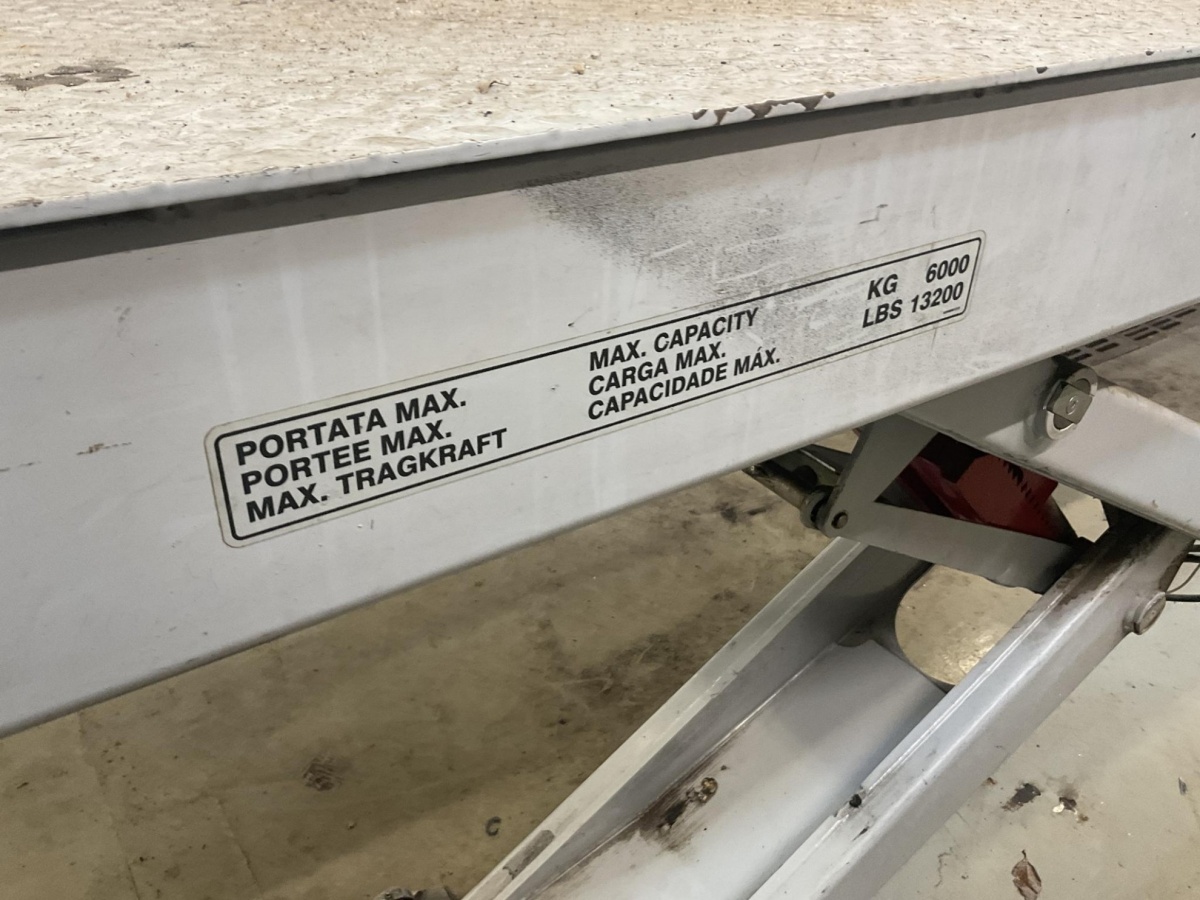 PORTATA MAX.
PORTEE MAX.
MAX. TRAGKRAFT
MAX. CAPACITY
CARGA MAX.
CAPACIDADE MÁX.
KG 6000
LBS 13200